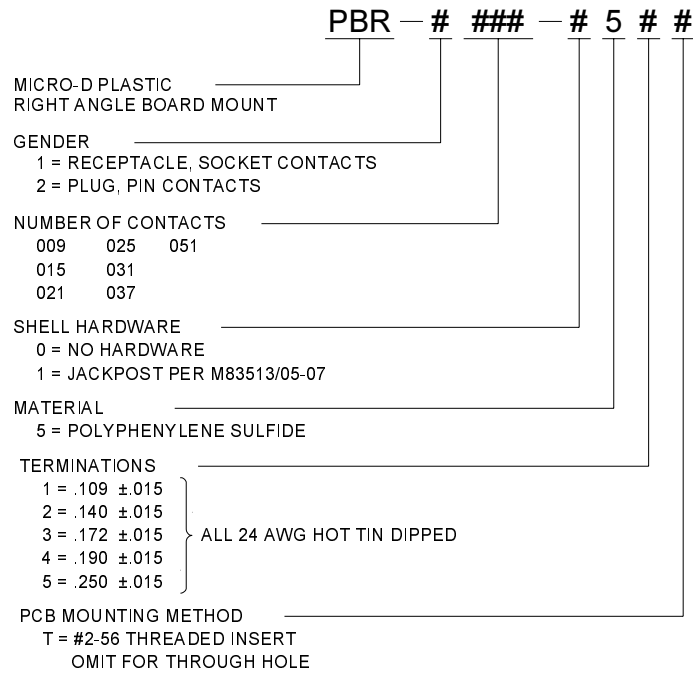 PBR — # ### — # 5 # #
MICRO-D PLASTIC
RIGHT ANGLE BOARD MOUNT
GENDER
1 = RECEPTACLE, SOCKET CONTACTS
2 = PLUG, PIN CONTACTS
NUMBER OF CONTACTS
009 025 051
015 031
021 037
SHELL HARDWARE
0 = NO HARDWARE
1 = JACKPOST PER M83513/05-07
MATERIAL
5 = POLYPHENYLENE SULFIDE
TERMINATIONS
1 = .109 ±.015
2 = .140 ±.015
3 = .172 ±.015 ALL 24 AWG HOT TIN DIPPED
4 = .190 ±.015
5 = .250 ±.015
PCB MOUNTING METHOD
T = #2-56 THREADED INSERT
OMIT FOR THROUGH HOLE